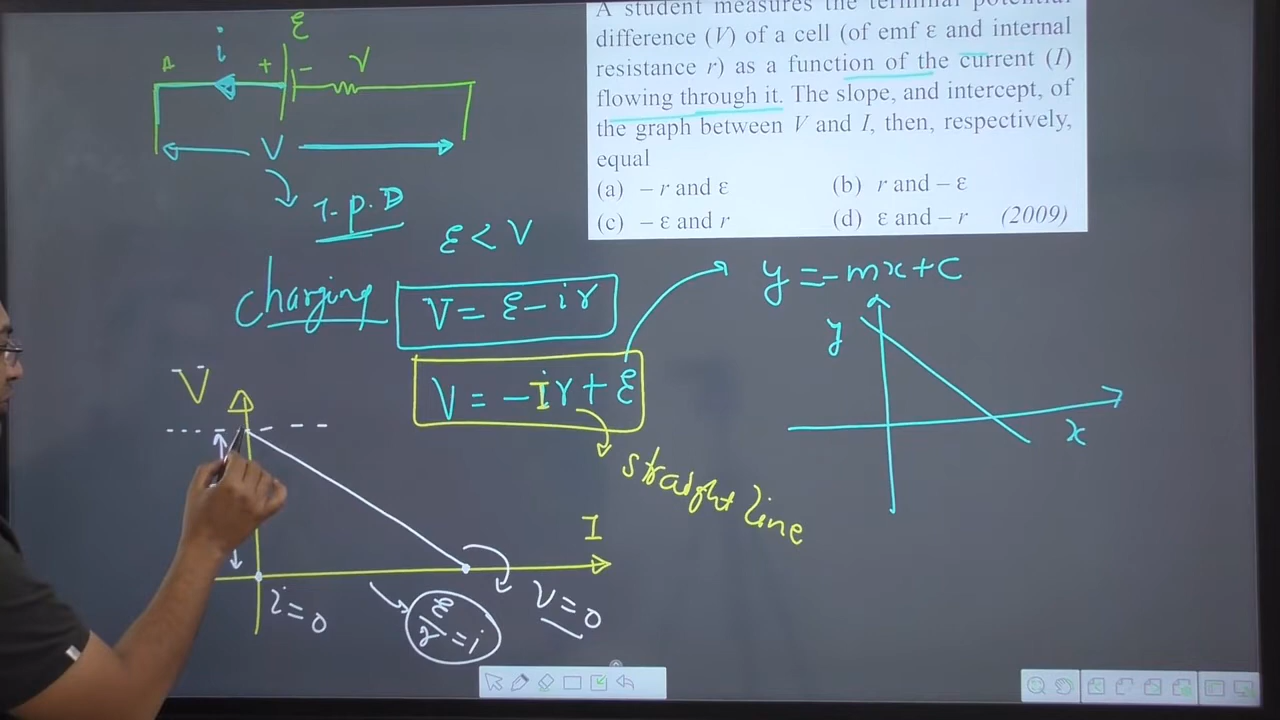 A student measures the terminal potential
difference (V) of a cell (of emf ε and internal
resistance r) as a function of the current (I)
flowing through it. The slope, and intercept, of
the graph between V and I, then, respectively,
equal
(a) – r and ε (b) r and – ε
(c) – ε and r (d) ε and – r (2009)
ε
A i + – r
V
T.P.D
ε < V
charging V = ε – ir
V = –Ir + ε
straight line
y = –mx + c
y
x
V
I
i = 0
ε/r = i
V = 0